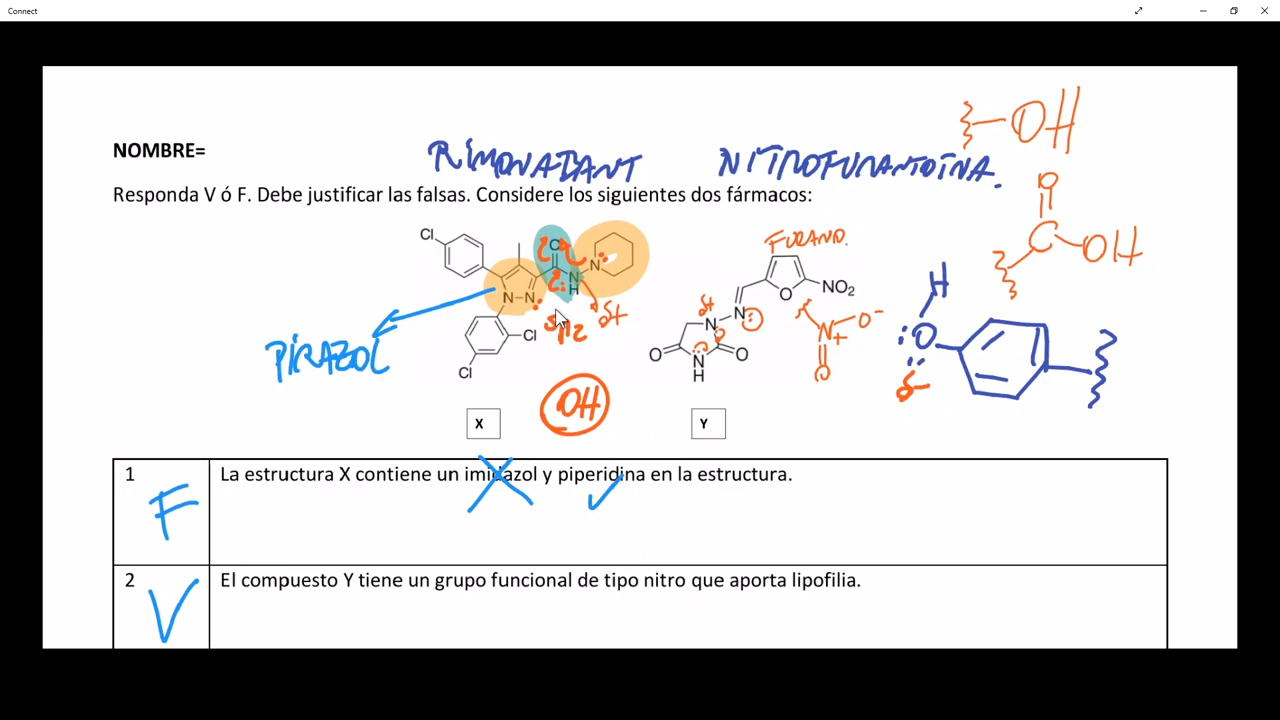 Connect
OH
NOMBRE=
RIMONABANT
NITROFURANTOINA.
Responda V ó F. Debe justificar las falsas. Considere los siguientes dos fármacos:
O
C
OH
Cl
O
N
N
H
δ+
N
N
sp2
Cl
Cl
PIRAZOL
FURANO.
O
NO2
N
δ+
N
O
O
N
H
N+
O-
O
H
O
δ-
OH
X
Y
1
F
La estructura X contiene un imidazol y piperidina en la estructura.
2
V
El compuesto Y tiene un grupo funcional de tipo nitro que aporta lipofilia.